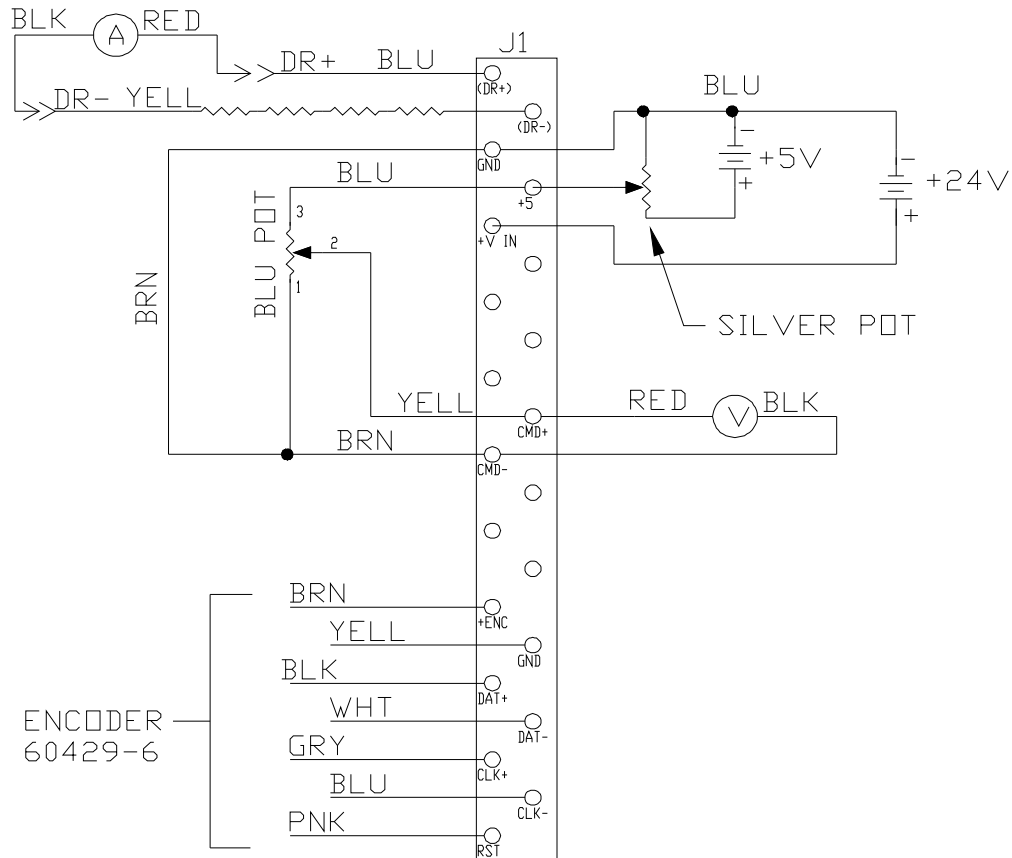 BLK
A
RED
J1
DR+
BLU
(DR+)
DR-
YELL
(DR-)
BLU
-
+5V
+
-
+24V
+
GND
BLU
+5
+V IN
3
2
1
BLU POT
BRN
SILVER POT
YELL
CMD+
RED
V
BLK
BRN
CMD-
BRN
+ENC
YELL
GND
BLK
DAT+
WHT
DAT-
GRY
CLK+
BLU
CLK-
PNK
RST
ENCODER
60429-6